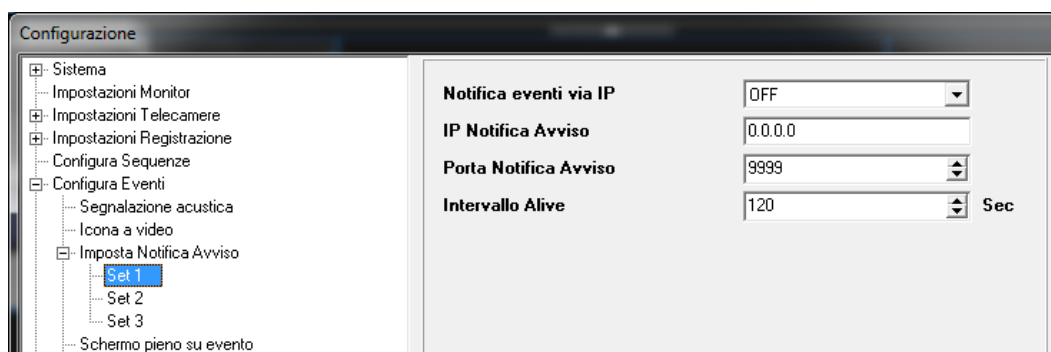 Configurazione
Sistema
Impostazioni Monitor
Impostazioni Telecamere
Impostazioni Registrazione
Configura Sequenze
Configura Eventi
Segnalazione acustica
Icona a video
Imposta Notifica Avviso
Set 1
Set 2
Set 3
Schermo pieno su evento
Notifica eventi via IP
OFF
IP Notifica Avviso
0.0.0.0
Porta Notifica Avviso
9999
Intervallo Alive
120 Sec